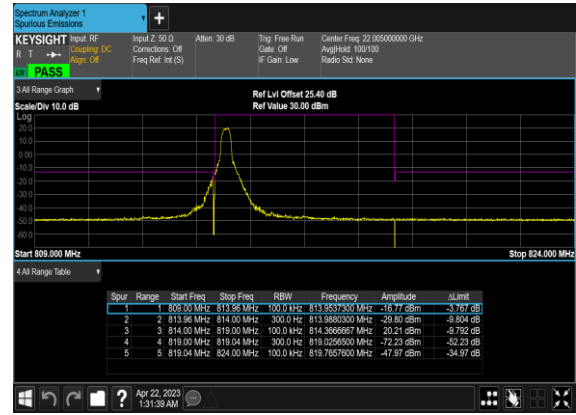 Spectrum Analyzer 1
Spurious Emissions
KEYSIGHT Input: RF Input Z: 50 Ω Atten: 30 dB Trig: Free Run Center Freq: 22.005000000 GHz
R T Coupling: DC Corrections: Off Gate: Off Avg|Hold: 100/100
Align: Off Freq Ref: Int (S) IF Gain: Low Radio Std: None
PASS
3 All Range Graph
Ref Lvl Offset 25.40 dB
Scale/Div 10.0 dB Ref Value 30.00 dBm
Log
20.0
10.0
0.00
-10.0
-20.0
-30.0
-40.0
-50.0
-60.0
Start 809.000 MHz Stop 824.000 MHz
4 All Range Table
Spur Range Start Freq Stop Freq RBW Frequency Amplitude ΔLimit
1 1 809.00 MHz 813.96 MHz 100.0 kHz 813.9537300 MHz -16.77 dBm -3.767 dB
2 2 813.96 MHz 814.00 MHz 300.0 Hz 813.9880300 MHz -29.80 dBm -9.804 dB
3 3 814.00 MHz 819.00 MHz 100.0 kHz 814.3666667 MHz 20.21 dBm -9.792 dB
4 4 819.00 MHz 819.04 MHz 300.0 Hz 819.0256500 MHz -72.23 dBm -52.23 dB
5 5 819.04 MHz 824.00 MHz 100.0 kHz 819.7657600 MHz -47.97 dBm -34.97 dB
Apr 22, 2023
1:31:39 AM